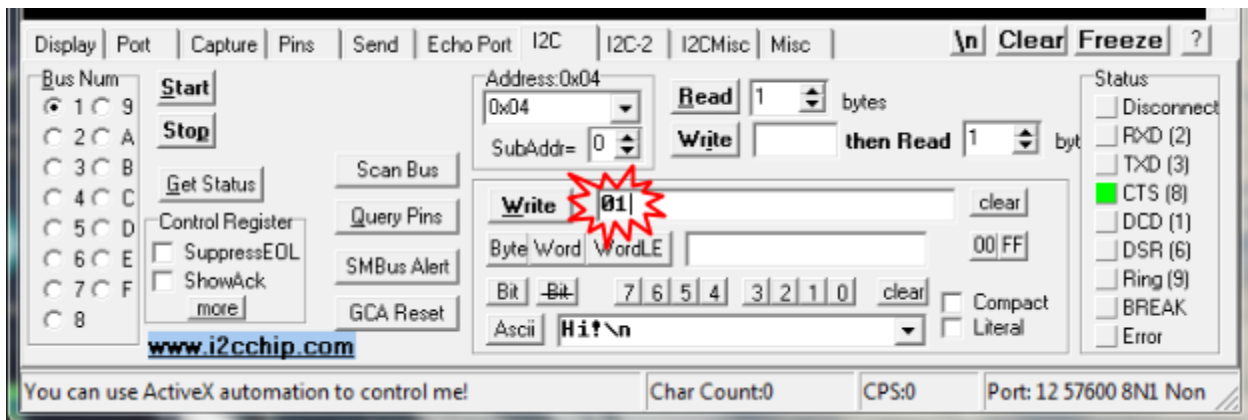 Display Port Capture Pins Send Echo Port I2C I2C-2 I2CMisc Misc \n Clear Freeze ?
Bus Num
1 9
2 A
3 B
4 C
5 D
6 E
7 F
8
Start
Stop
Get Status
Control Register
SuppressEOL
ShowAck
more
www.i2cchip.com
Scan Bus
Query Pins
SMBus Alert
GCA Reset
Address:0x04
0x04
SubAddr= 0
Read 1 bytes
Write then Read 1 byt
Write 01 clear
Byte Word WordLE 00 FF
Bit Bit 7 6 5 4 3 2 1 0 clear
Ascii Hi!\n
Compact
Literal
Status
Disconnect
RXD (2)
TXD (3)
CTS (8)
DCD (1)
DSR (6)
Ring (9)
BREAK
Error
You can use ActiveX automation to control me! Char Count:0 CPS:0 Port: 12 57600 8N1 Non